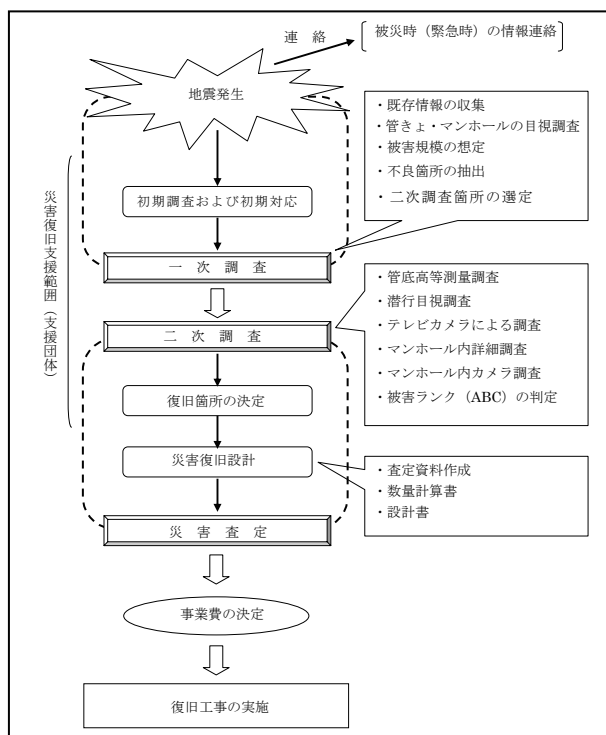 連　絡
被災時（緊急時）の情報連絡
地震発生
・既存情報の収集
・管きょ・マンホールの目視調査
・被害規模の想定
・不良箇所の抽出
・二次調査箇所の選定
初期調査および初期対応
災害復旧支援範囲（支援団体）
一　次　調　査
・管底高等測量調査
・潜行目視調査
・テレビカメラによる調査
・マンホール内詳細調査
・マンホール内カメラ調査
・被害ランク（ABC）の判定
二　次　調　査
復旧箇所の決定
災害復旧設計
・査定資料作成
・数量計算書
・設計書
災　害　査　定
事業費の決定
復旧工事の実施